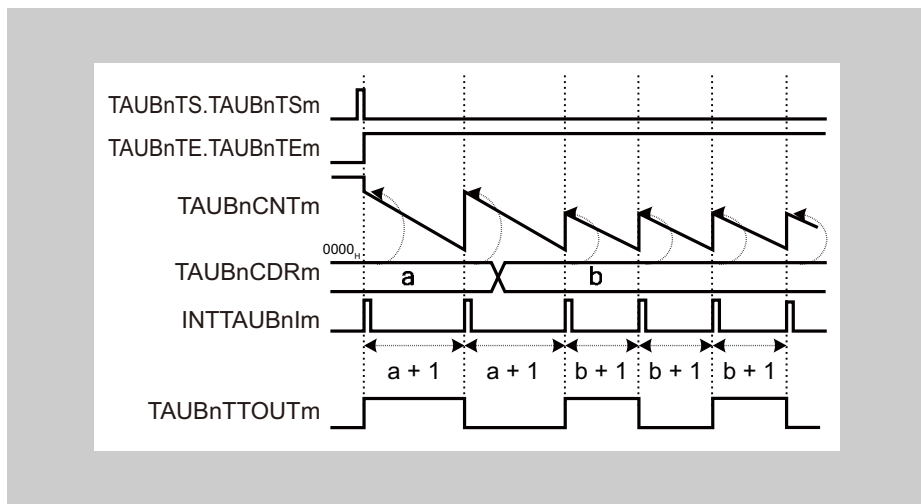 TAUBnTS.TAUBnTSm
TAUBnTE.TAUBnTEm
TAUBnCNTm
0000H
TAUBnCDRm
a
b
INTTAUBnIm
a + 1
a + 1
b + 1
b + 1
b + 1
TAUBnTTOUTm